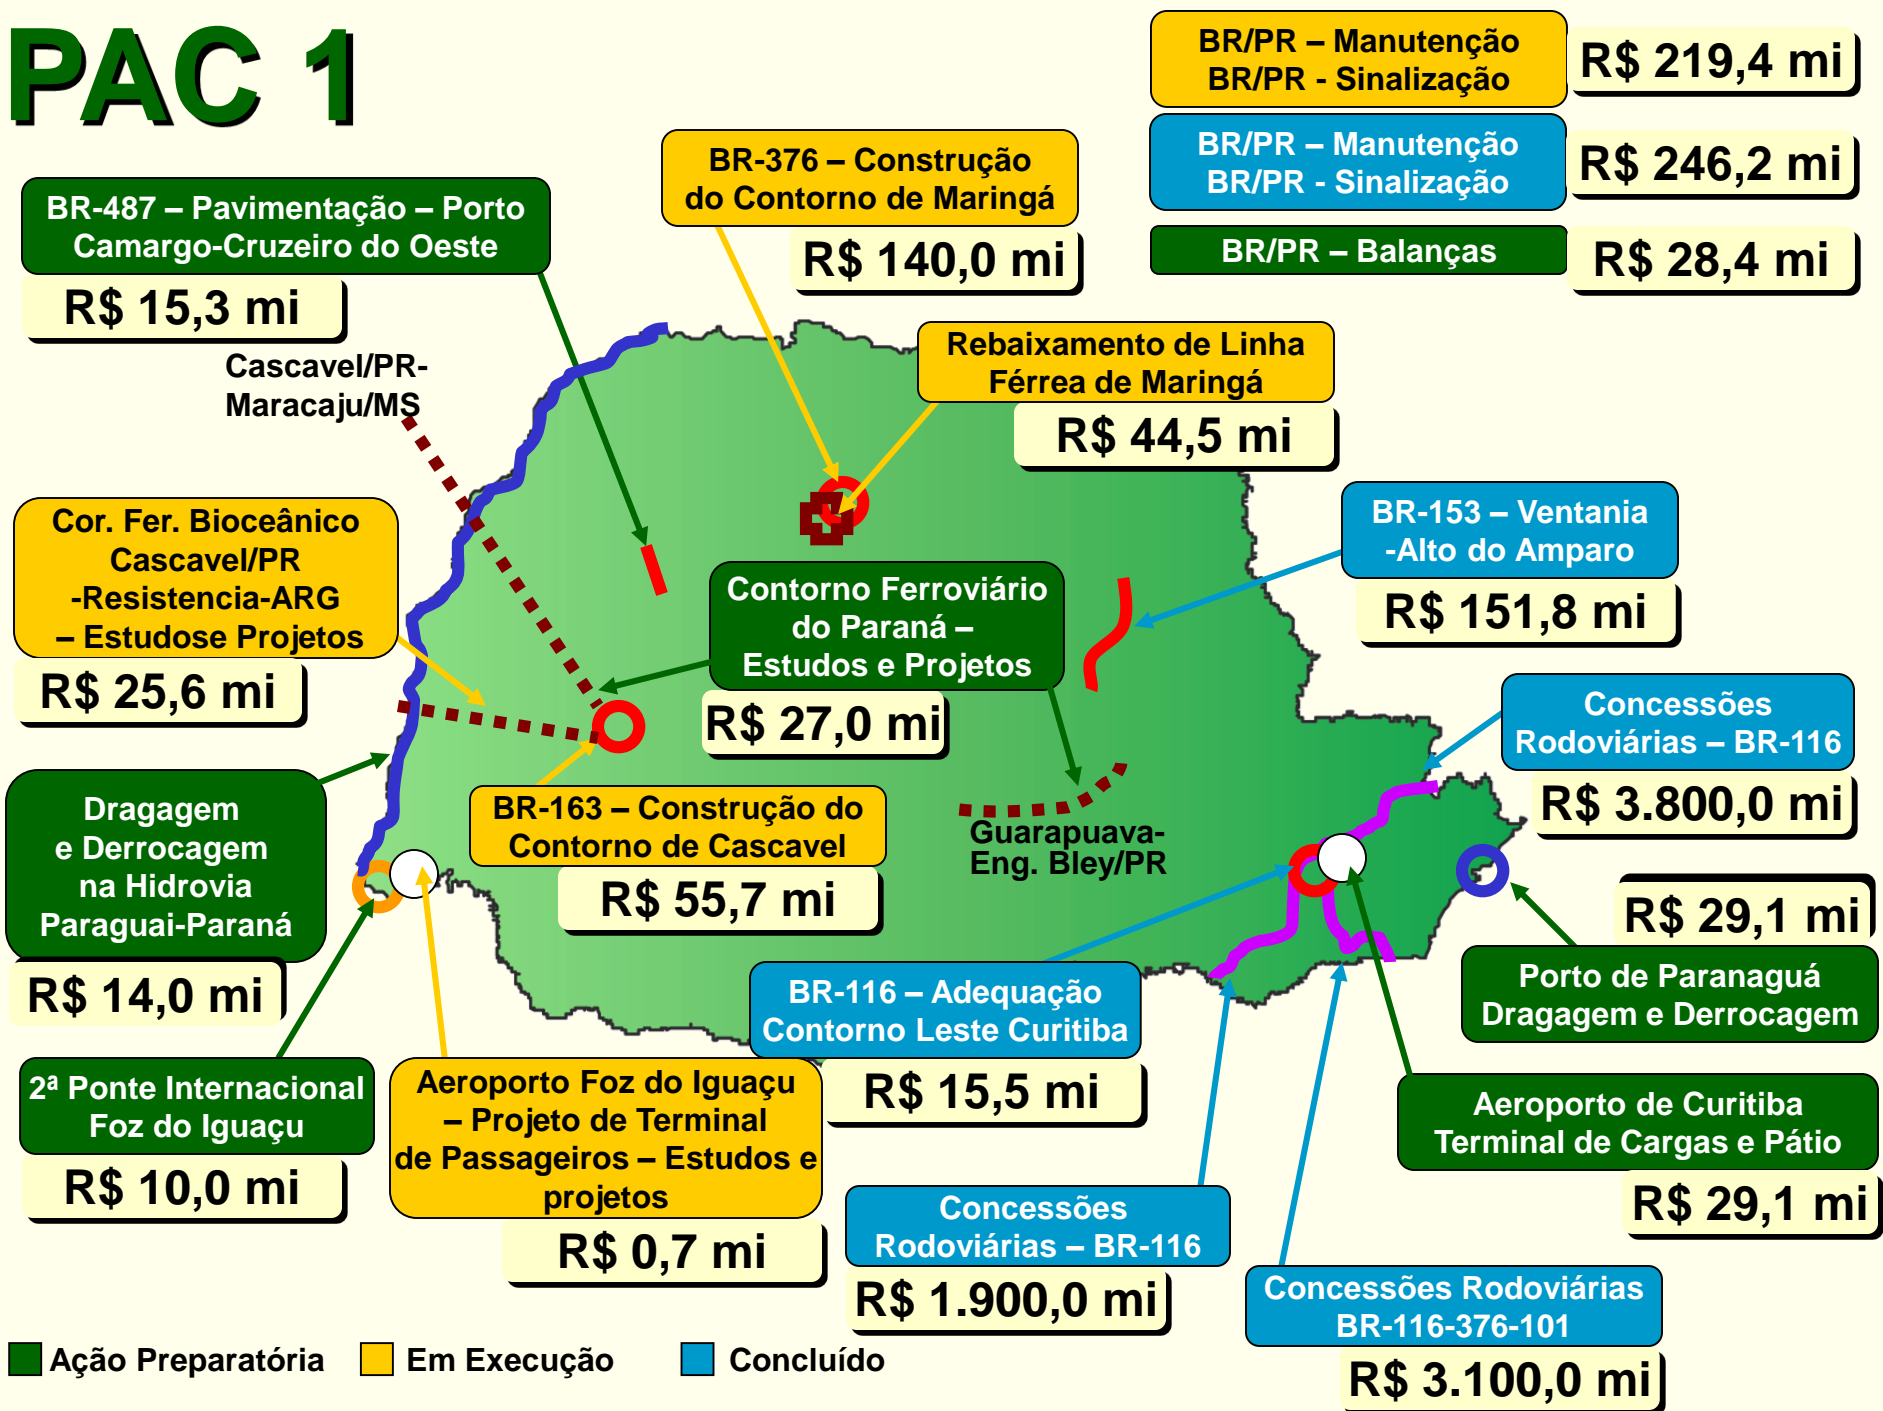 PAC 1
BR/PR – Manutenção
BR/PR - Sinalização
R$ 219,4 mi
BR/PR – Manutenção
BR/PR - Sinalização
R$ 246,2 mi
BR/PR – Balanças
R$ 28,4 mi
BR-376 – Construção
do Contorno de Maringá
R$ 140,0 mi
BR-487 – Pavimentação – Porto
Camargo-Cruzeiro do Oeste
R$ 15,3 mi
Cascavel/PR-
Maracaju/MS
Rebaixamento de Linha
Férrea de Maringá
R$ 44,5 mi
Cor. Fer. Bioceânico
Cascavel/PR
-Resistencia-ARG
– Estudose Projetos
R$ 25,6 mi
BR-153 – Ventania
-Alto do Amparo
R$ 151,8 mi
Contorno Ferroviário
do Paraná –
Estudos e Projetos
R$ 27,0 mi
Concessões
Rodoviárias – BR-116
R$ 3.800,0 mi
Dragagem
e Derrocagem
na Hidrovia
Paraguai-Paraná
R$ 14,0 mi
BR-163 – Construção do
Contorno de Cascavel
R$ 55,7 mi
Guarapuava-
Eng. Bley/PR
R$ 29,1 mi
Porto de Paranaguá
Dragagem e Derrocagem
BR-116 – Adequação
Contorno Leste Curitiba
R$ 15,5 mi
2ª Ponte Internacional
Foz do Iguaçu
R$ 10,0 mi
Aeroporto Foz do Iguaçu
– Projeto de Terminal
de Passageiros – Estudos e
projetos
R$ 0,7 mi
Aeroporto de Curitiba
Terminal de Cargas e Pátio
R$ 29,1 mi
Concessões
Rodoviárias – BR-116
R$ 1.900,0 mi
Concessões Rodoviárias
BR-116-376-101
R$ 3.100,0 mi
Ação Preparatória
Em Execução
Concluído